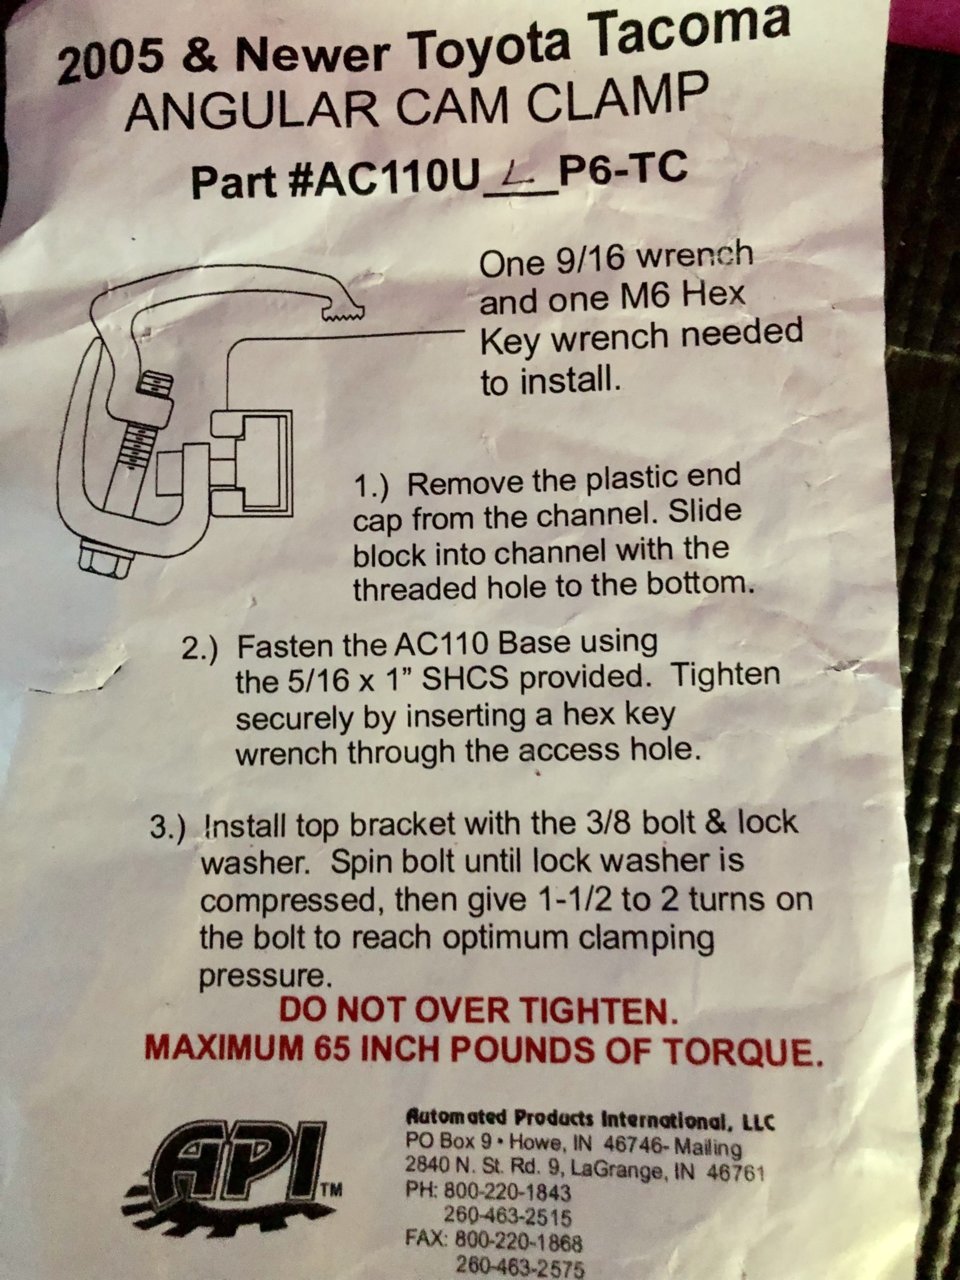 2005 & Newer Toyota Tacoma
ANGULAR CAM CLAMP
Part #AC110U_L_P6-TC
One 9/16 wrench
and one M6 Hex
Key wrench needed
to install.
1.) Remove the plastic end
cap from the channel. Slide
block into channel with the
threaded hole to the bottom.
2.) Fasten the AC110 Base using
the 5/16 x 1” SHCS provided. Tighten
securely by inserting a hex key
wrench through the access hole.
3.) Install top bracket with the 3/8 bolt & lock
washer. Spin bolt until lock washer is
compressed, then give 1-1/2 to 2 turns on
the bolt to reach optimum clamping
pressure.
DO NOT OVER TIGHTEN.
MAXIMUM 65 INCH POUNDS OF TORQUE.
API TM
Automated Products International, LLC
PO Box 9 • Howe, IN 46746- Mailing
2840 N. St. Rd. 9, LaGrange, IN 46761
PH: 800-220-1843
260-463-2515
FAX: 800-220-1868
260-463-2575